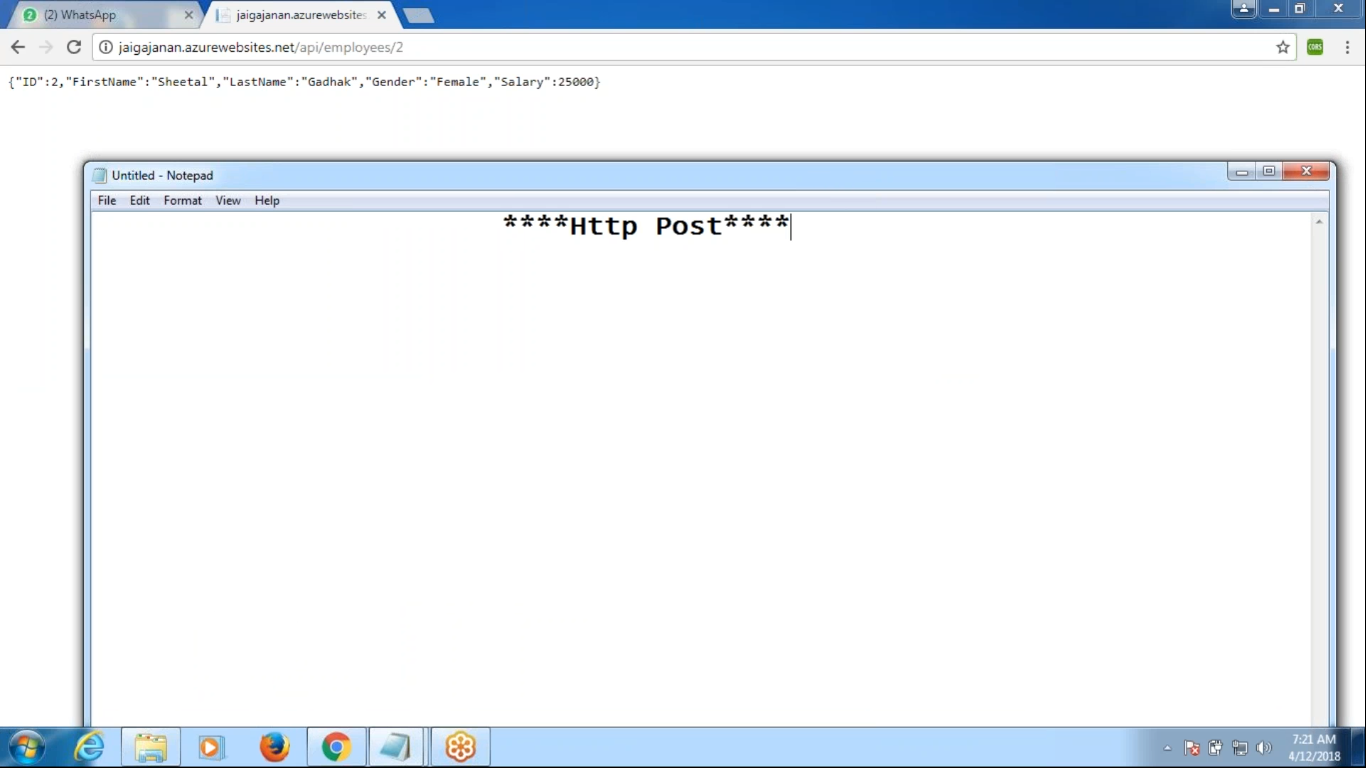 (2) WhatsApp
jaigajanan.azurewebsites
jaigajanan.azurewebsites.net/api/employees/2
CORS
{"ID":2,"FirstName":"Sheetal","LastName":"Gadhak","Gender":"Female","Salary":25000}
Untitled - Notepad
File Edit Format View Help
****Http Post****
7:21 AM
4/12/2018